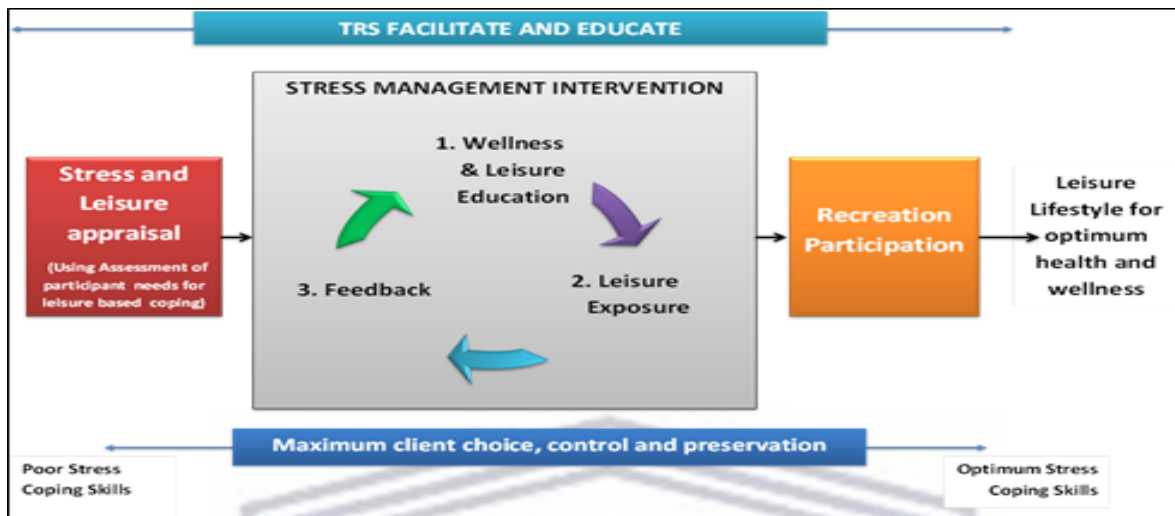 TRS FACILITATE AND EDUCATE
STRESS MANAGEMENT INTERVENTION
Stress and
Leisure
appraisal
(Using Assessment of
participant needs for
leisure based coping)
1. Wellness
& Leisure
Education
2. Leisure
Exposure
3. Feedback
Recreation
Participation
Leisure
Lifestyle for
optimum
health and
wellness
Maximum client choice, control and preservation
Poor Stress
Coping Skills
Optimum Stress
Coping Skills